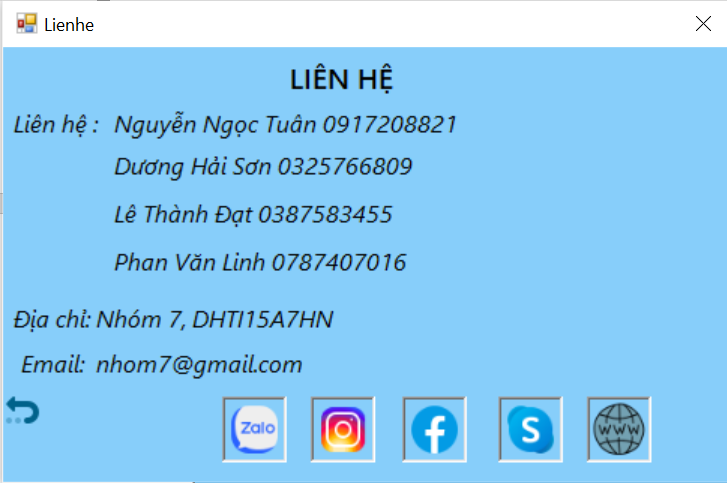 Lienhe
LIÊN HỆ
Liên hệ : Nguyễn Ngọc Tuân 0917208821
Dương Hải Sơn 0325766809
Lê Thành Đạt 0387583455
Phan Văn Linh 0787407016
Địa chỉ: Nhóm 7, DHTI15A7HN
Email: nhom7@gmail.com
Zalo
S
WWW